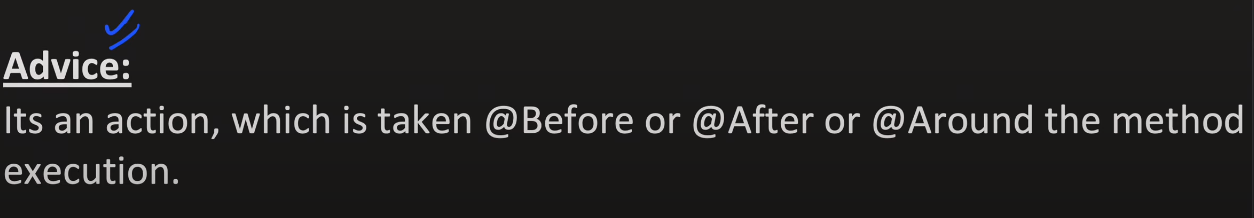 Advice:
Its an action, which is taken @Before or @After or @Around the method
execution.